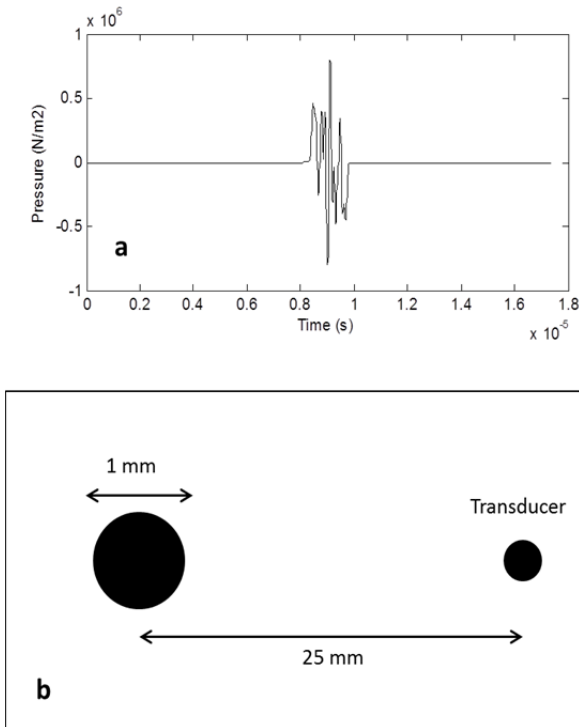 x 10^6
1
0.5
0
-0.5
-1
Pressure (N/m2)
a
0 0.2 0.4 0.6 0.8 1 1.2 1.4 1.6 1.8
Time (s)
x 10^-5
1 mm
Transducer
25 mm
b